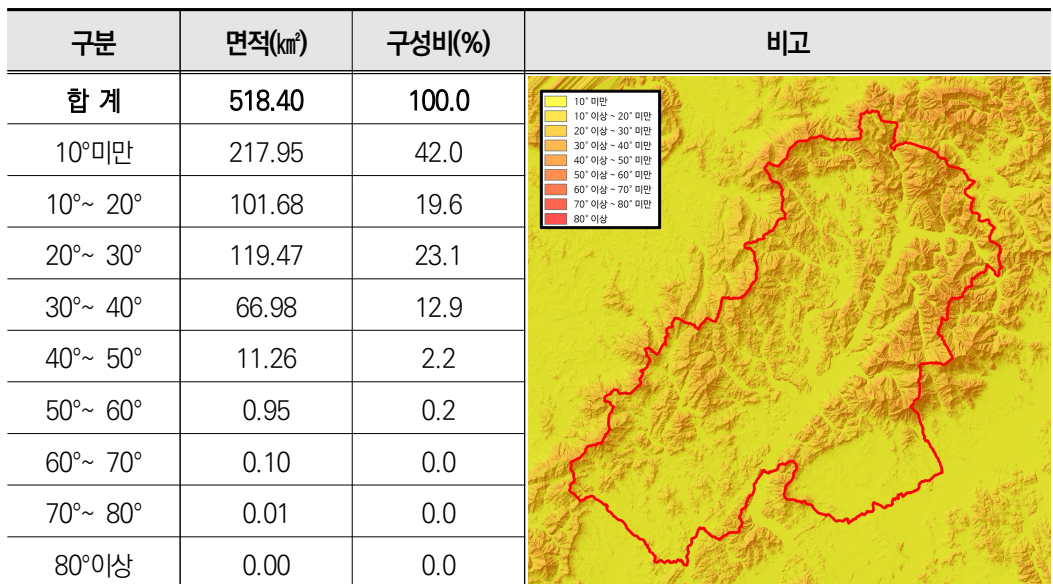 구분 면적(㎢) 구성비(%) 비고
합 계 518.40 100.0
10°미만 217.95 42.0
10°~ 20° 101.68 19.6
20°~ 30° 119.47 23.1
30°~ 40° 66.98 12.9
40°~ 50° 11.26 2.2
50°~ 60° 0.95 0.2
60°~ 70° 0.10 0.0
70°~ 80° 0.01 0.0
80°이상 0.00 0.0
10° 미만
10° 이상 ~ 20° 미만
20° 이상 ~ 30° 미만
30° 이상 ~ 40° 미만
40° 이상 ~ 50° 미만
50° 이상 ~ 60° 미만
60° 이상 ~ 70° 미만
70° 이상 ~ 80° 미만
80° 이상